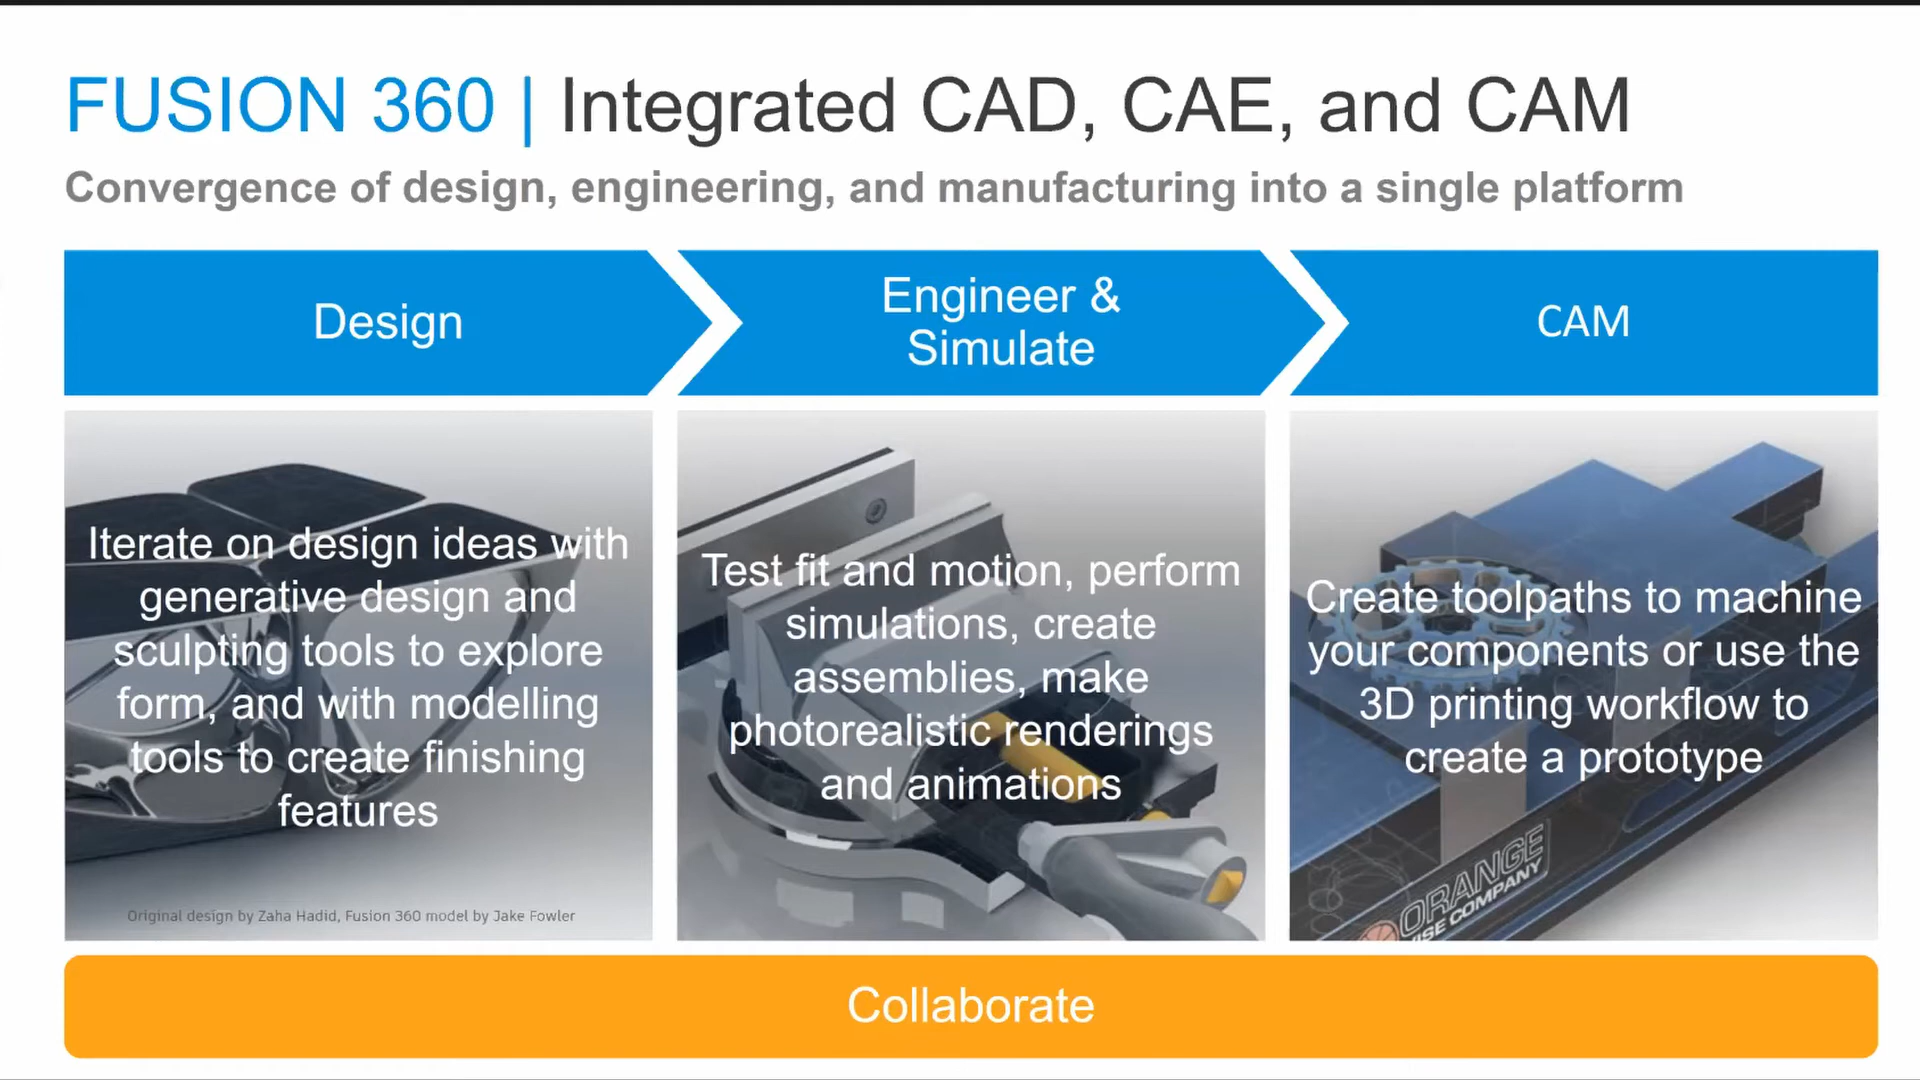 FUSION 360 | Integrated CAD, CAE, and CAM
Convergence of design, engineering, and manufacturing into a single platform
Design
Engineer &
Simulate
CAM
Iterate on design ideas with
generative design and
sculpting tools to explore
form, and with modelling
tools to create finishing
features
Original design by Zaha Hadid, Fusion 360 model by Jake Fowler
Test fit and motion, perform
simulations, create
assemblies, make
photorealistic renderings
and animations
Create toolpaths to machine
your components or use the
3D printing workflow to
create a prototype
ORANGE
COMPANY
Collaborate